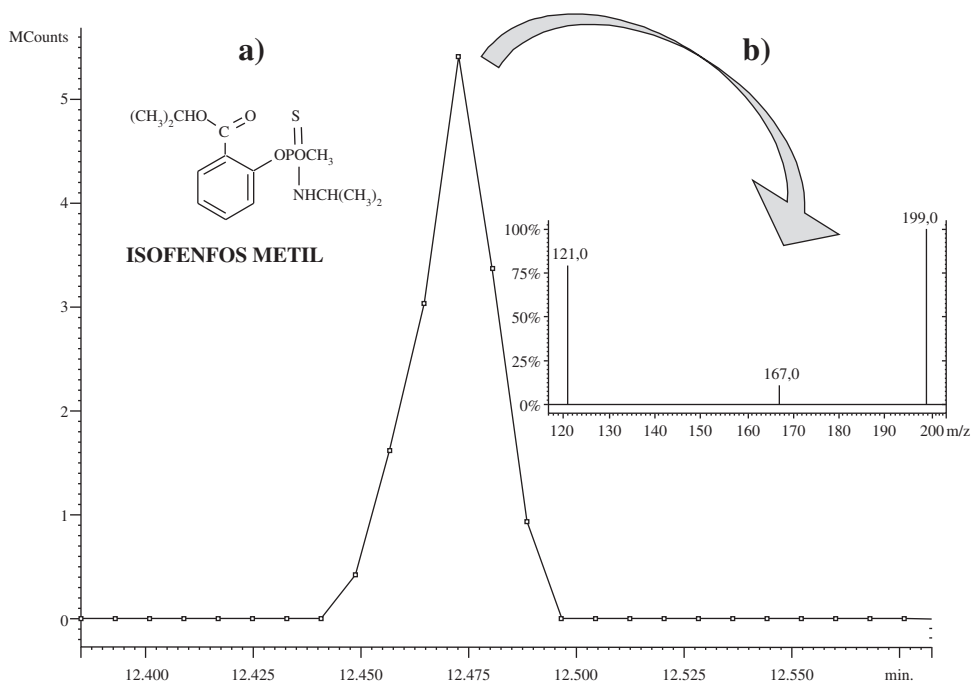 MCounts
a)
b)
(CH3)2CHO
O
C
S
OPOCH3
NHCH(CH3)2
ISOFENFOS METIL
5
4
3
2
1
0
12.400
12.425
12.450
12.475
12.500
12.525
12.550
min.
100%
75%
50%
25%
0%
121,0
167,0
199,0
120
130
140
150
160
170
180
190
200 m/z